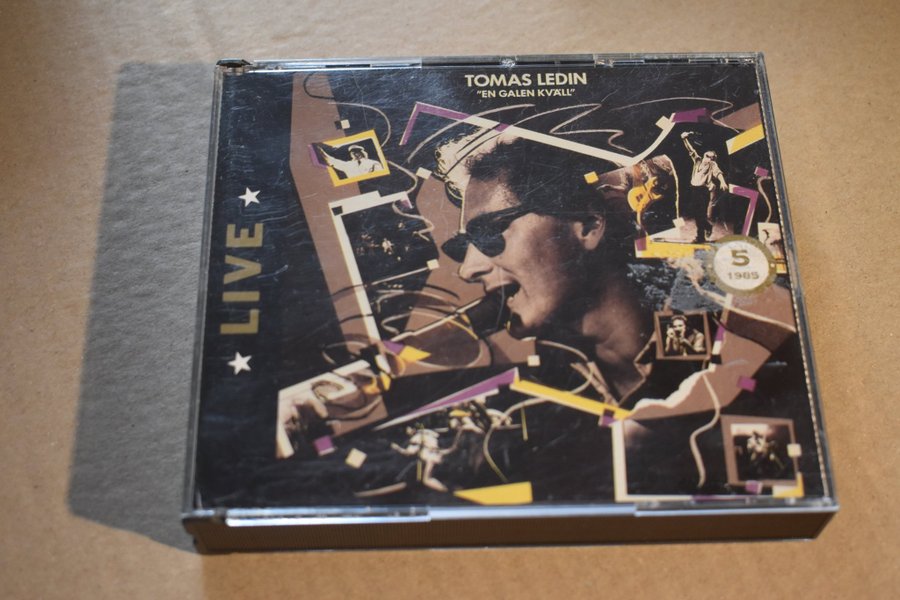 TOMAS LEDIN
"EN GALEN KVÄLL"
★ LIVE ★
5
1985